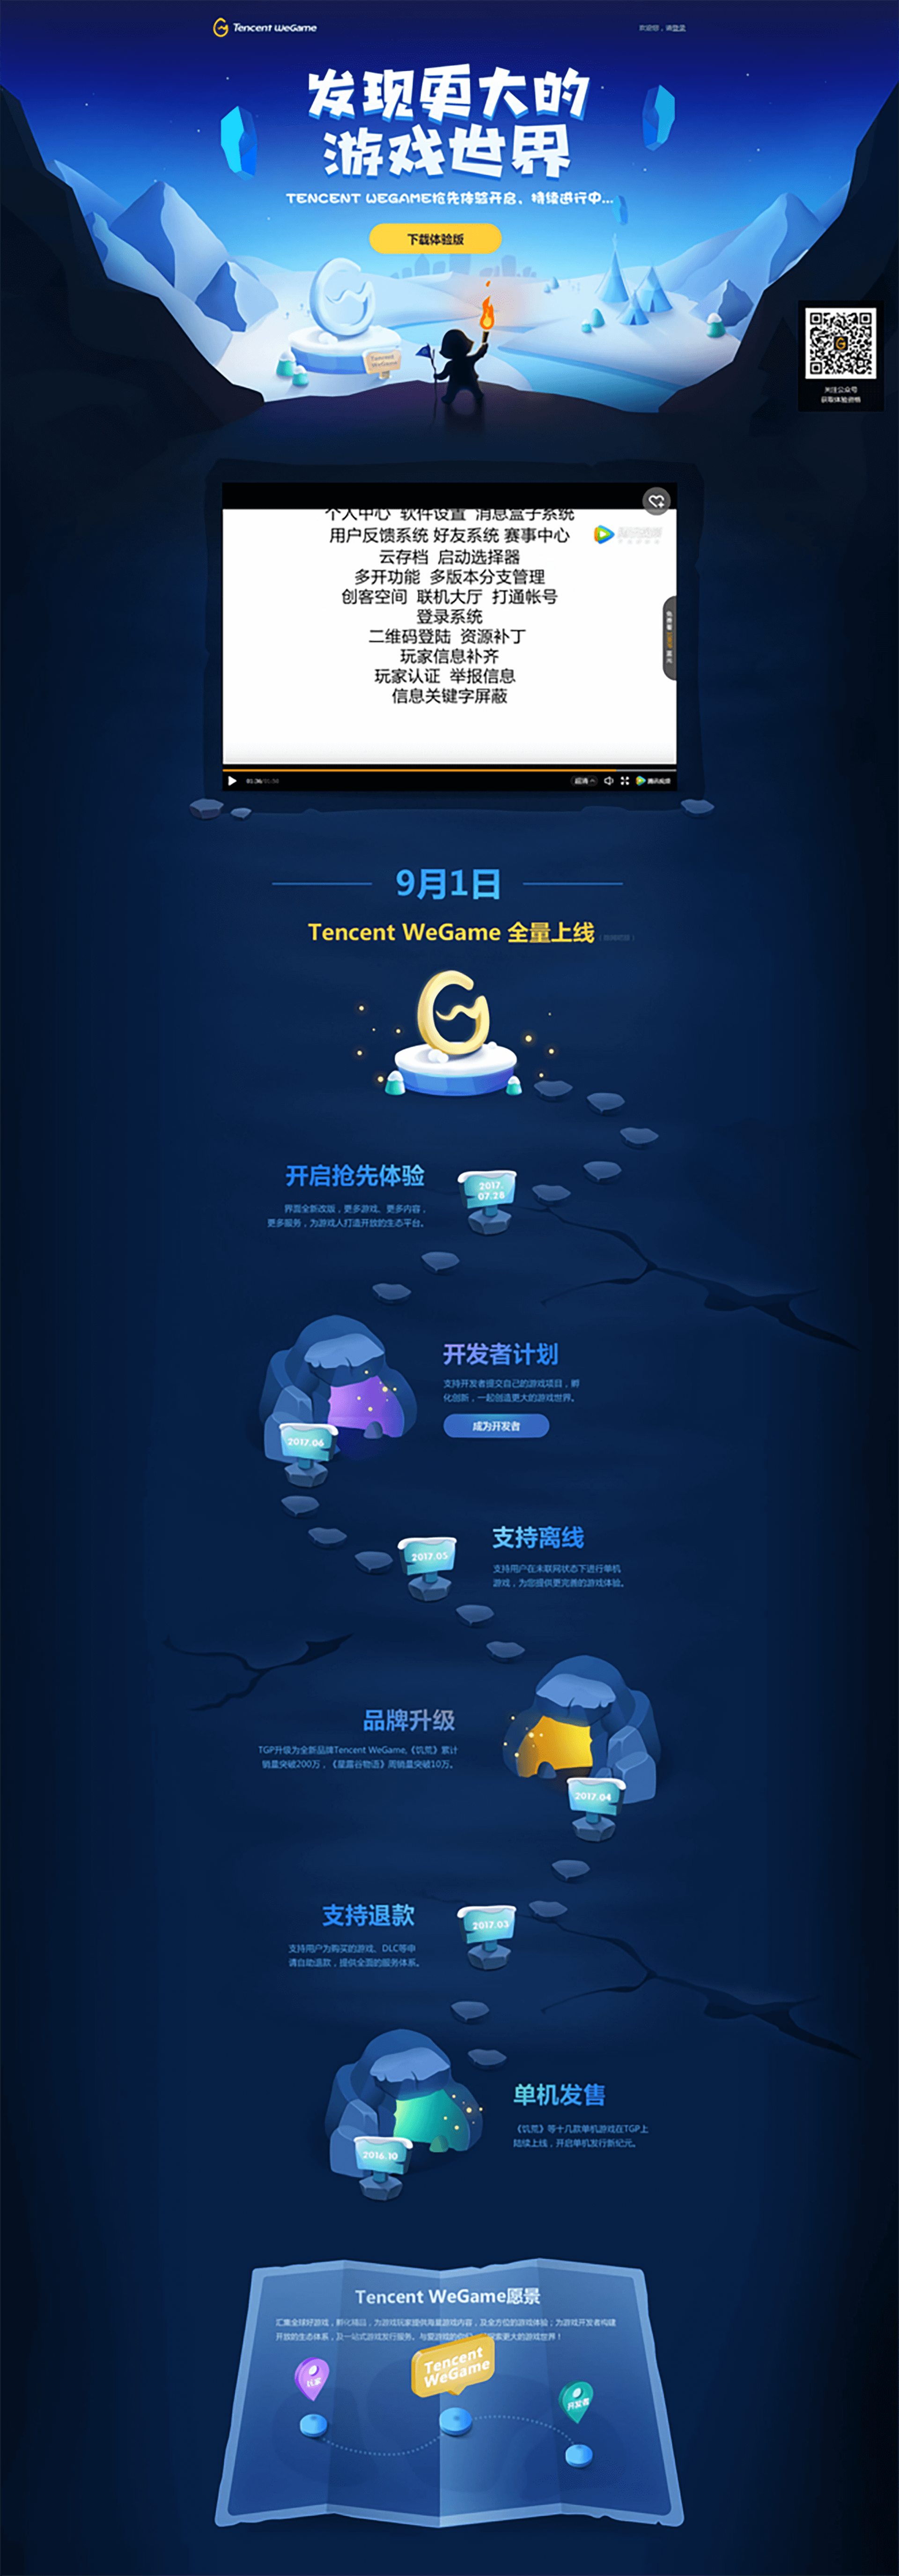 Tencent WeGame
欢迎您，请登录
发现更大的
游戏世界
TENCENT WEGAME抢先体验开启，持续进行中...
下载体验版
Tencent
WeGame
关注公众号
获取体验资格
个人中心 软件设置 消息盒子系统
用户反馈系统 好友系统 赛事中心
腾讯视频
云存档 启动选择器
多开功能 多版本分支管理
创客空间 联机大厅 打通帐号
登录系统
二维码登陆 资源补丁
玩家信息补齐
玩家认证 举报信息
信息关键字屏蔽
01:36/01:38
超清
腾讯视频
9月1日
Tencent WeGame 全量上线
开启抢先体验
2017.
07.28
界面全新改版，更多游戏、更多内容，
更多服务，为游戏人打造开放的生态平台。
开发者计划
支持开发者提交自己的游戏项目，孵
化创新，一起创造更大的游戏世界。
成为开发者
2017.06
支持离线
2017.05
支持用户在未联网状态下进行单机
游戏，为您提供更完善的游戏体验。
品牌升级
TGP升级为全新品牌Tencent WeGame,《饥荒》累计
销量突破200万，《星露谷物语》周销量突破10万。
2017.04
支持退款
2017.03
支持用户为购买的游戏、DLC等申
请自助退款，提供全面的服务体系。
单机发售
《饥荒》等十几款单机游戏在TGP上
陆续上线，开启单机发行新纪元。
2016.10
Tencent WeGame愿景
汇集全球好游戏，孵化精品，为游戏玩家提供海量游戏内容，及全方位的游戏体验；为游戏开发者构建
开放的生态体系，及一站式游戏发行服务。与爱游戏的你们，探索更大的游戏世界！
Tencent
WeGame
玩家
开发者